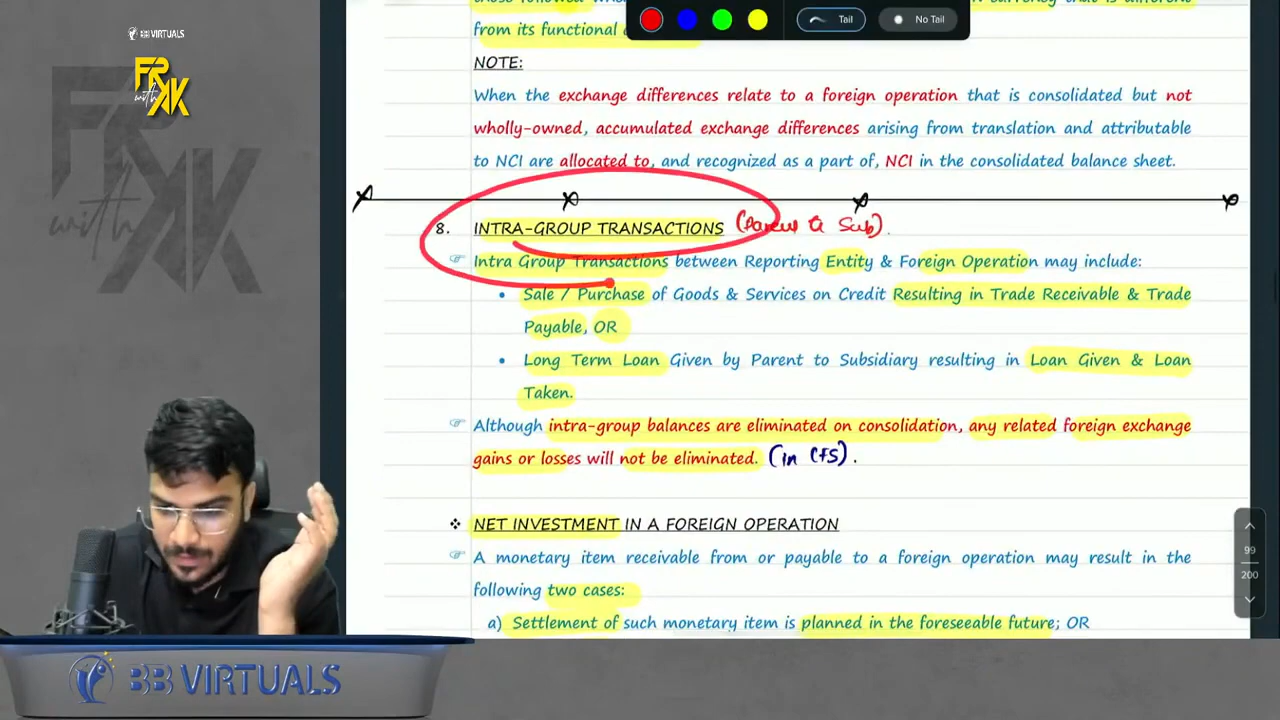 BB VIRTUALS
FR
with
AK
FR
with
AK
Tail
No Tail
from its functional
NOTE:
When the exchange differences relate to a foreign operation that is consolidated but not
wholly-owned, accumulated exchange differences arising from translation and attributable
to NCI are allocated to, and recognized as a part of, NCI in the consolidated balance sheet.
8. INTRA-GROUP TRANSACTIONS (Parent & Sub).
☞ Intra Group Transactions between Reporting Entity & Foreign Operation may include:
• Sale / Purchase of Goods & Services on Credit Resulting in Trade Receivable & Trade
Payable, OR
• Long Term Loan Given by Parent to Subsidiary resulting in Loan Given & Loan
Taken.
☞ Although intra-group balances are eliminated on consolidation, any related foreign exchange
gains or losses will not be eliminated. (in CFS).
❖ NET INVESTMENT IN A FOREIGN OPERATION
☞ A monetary item receivable from or payable to a foreign operation may result in the
following two cases:
a) Settlement of such monetary item is planned in the foreseeable future; OR
99
200
BB VIRTUALS